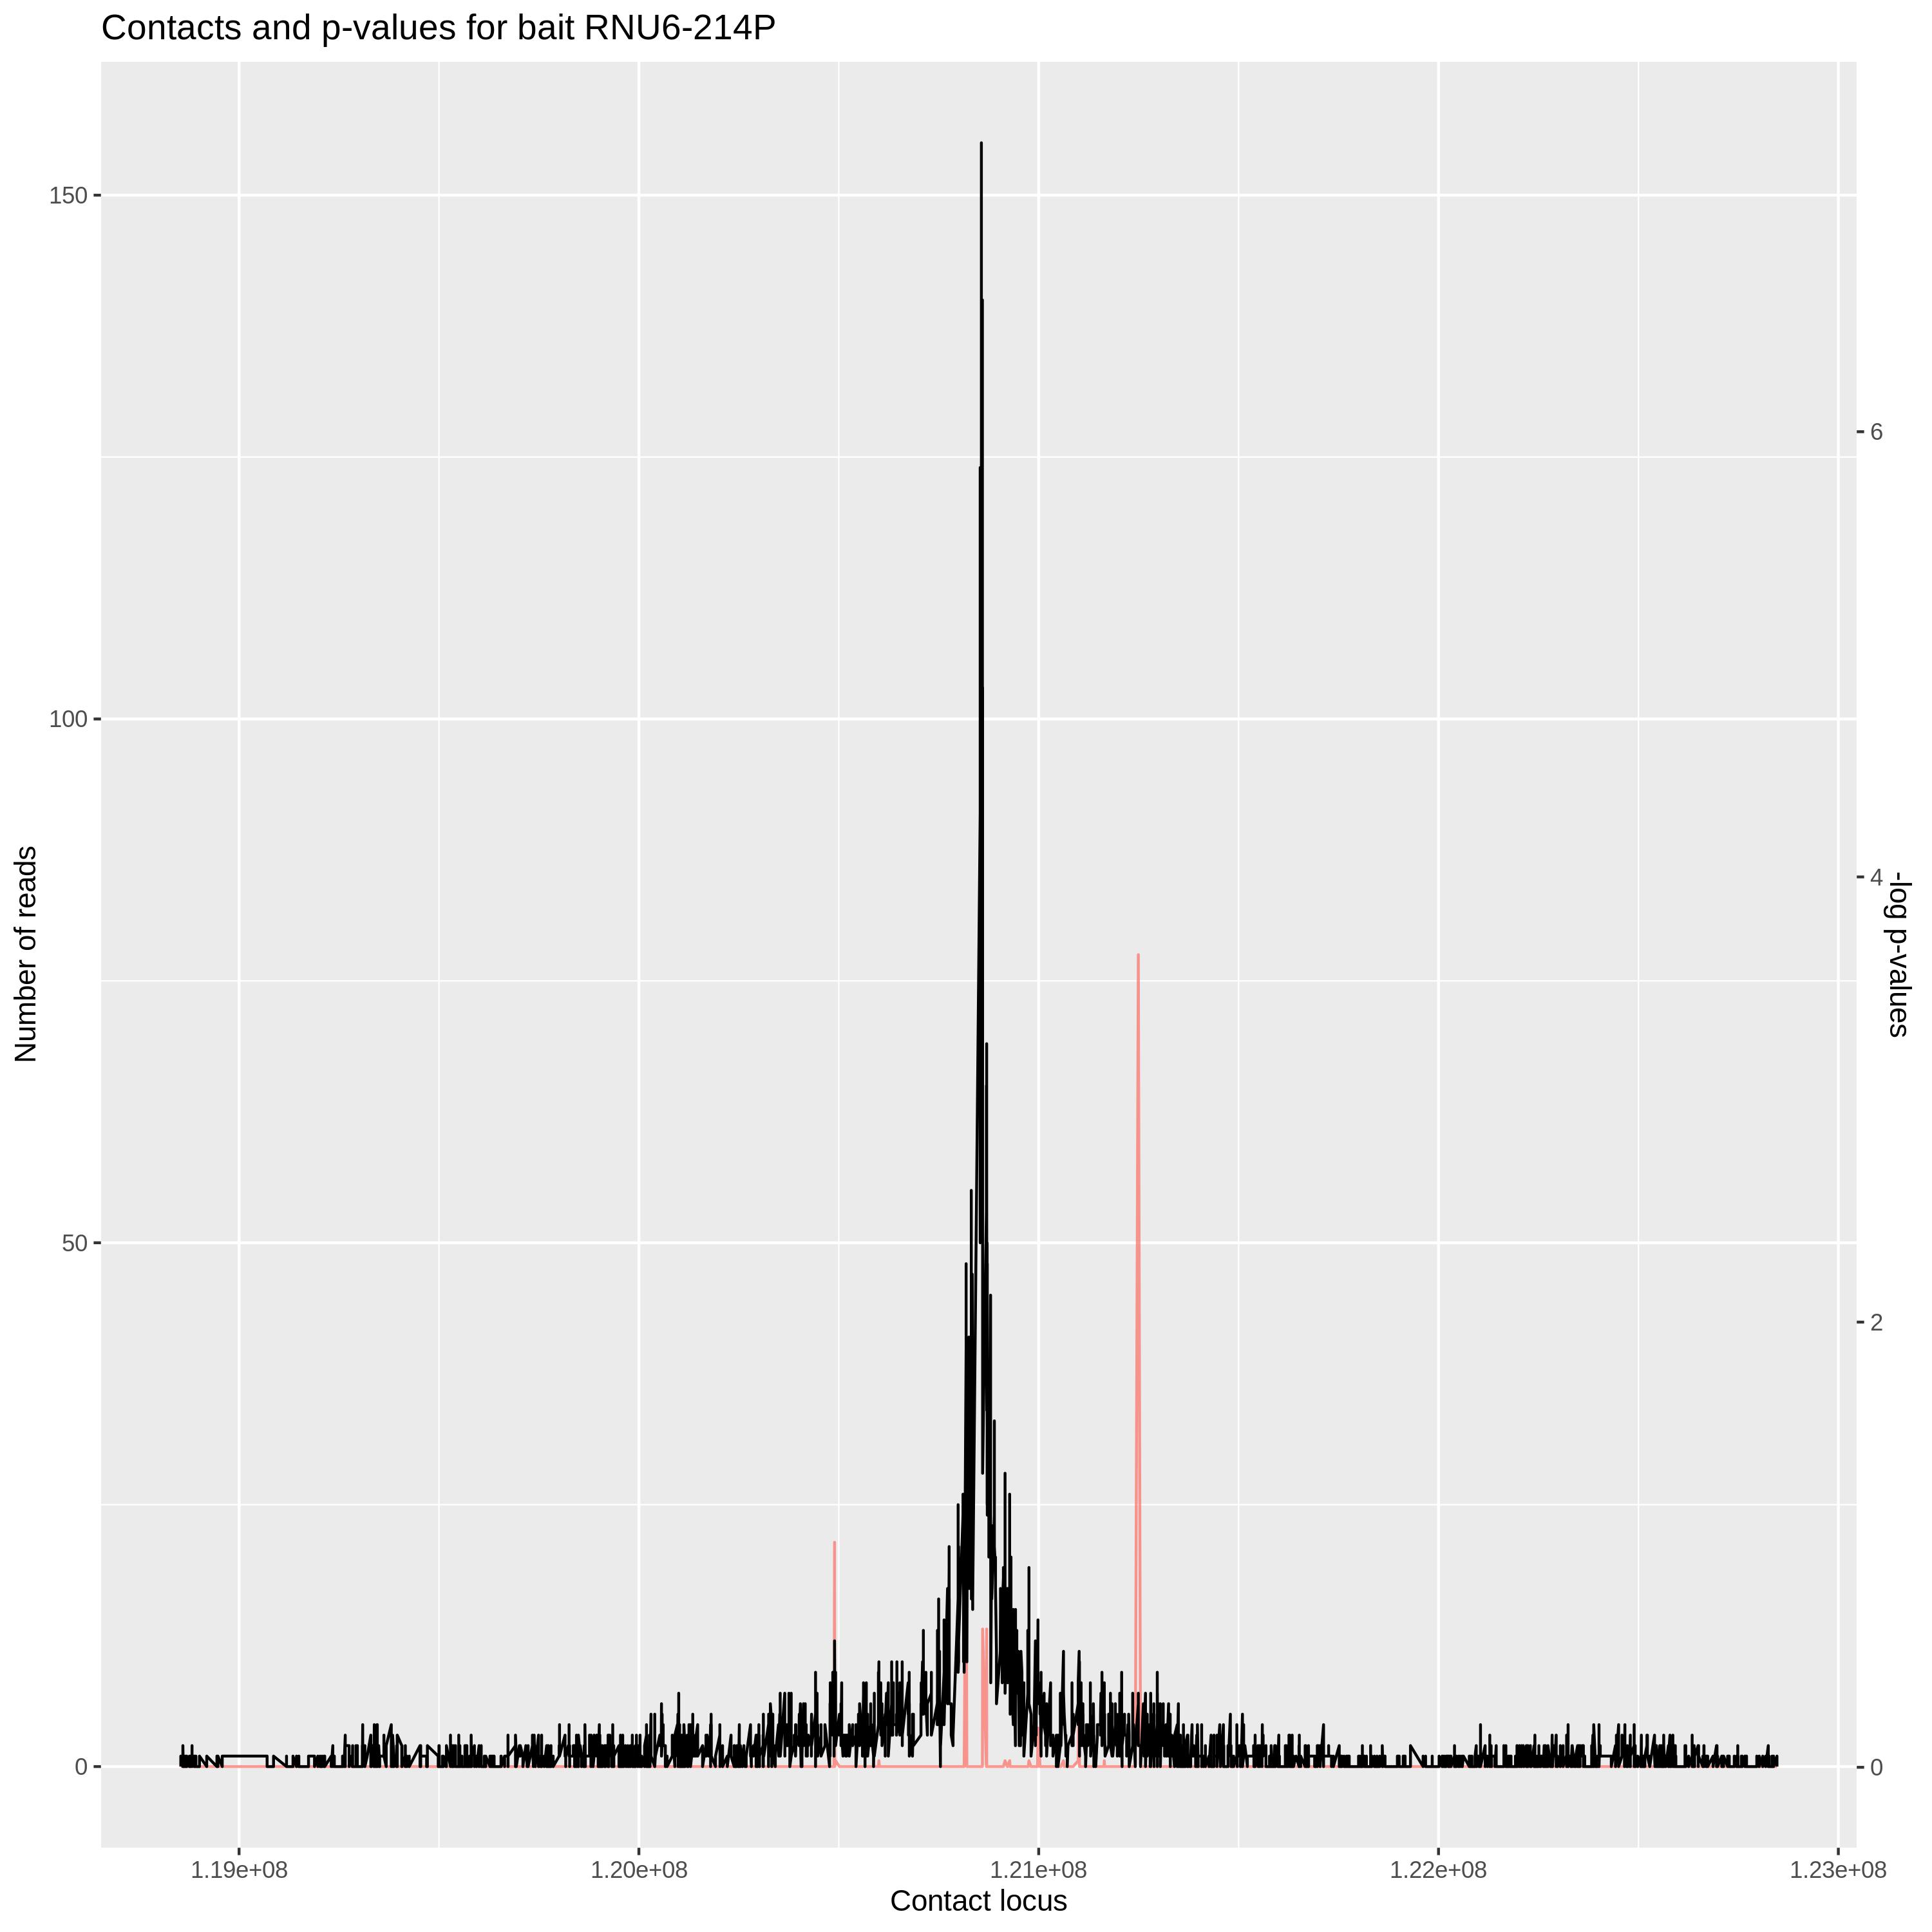 Contacts and p-values for bait RNU6-214P
150
100
50
0
Number of reads
6
4
2
0
-log p-values
1.19e+08
1.20e+08
1.21e+08
1.22e+08
1.23e+08
Contact locus